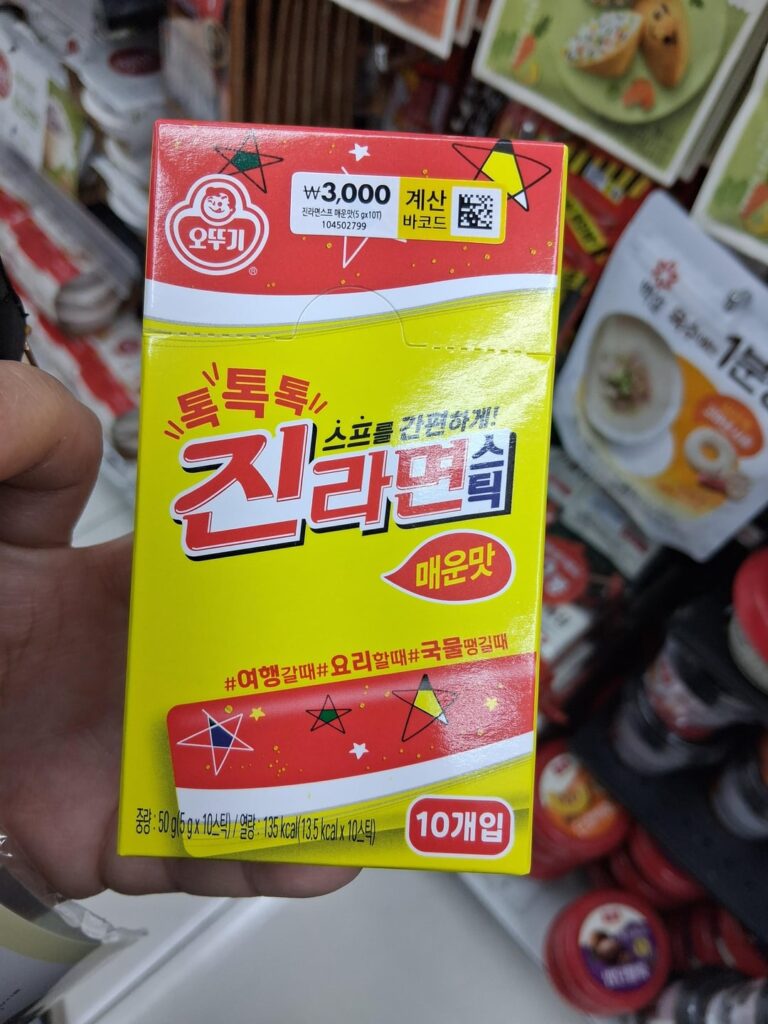 ₩3,000
진라면스프 매운맛(5 gx10T)
104502799
계산
바코드
오뚜기
®
톡톡톡
스프를 간편하게!
진라면스틱
매운맛
#여행갈때#요리할때#국물땡길때
중량 : 50 g(5 g x 10스틱) / 열량 : 135 kcal(13.5 kcal x 10스틱)
10개입
1분